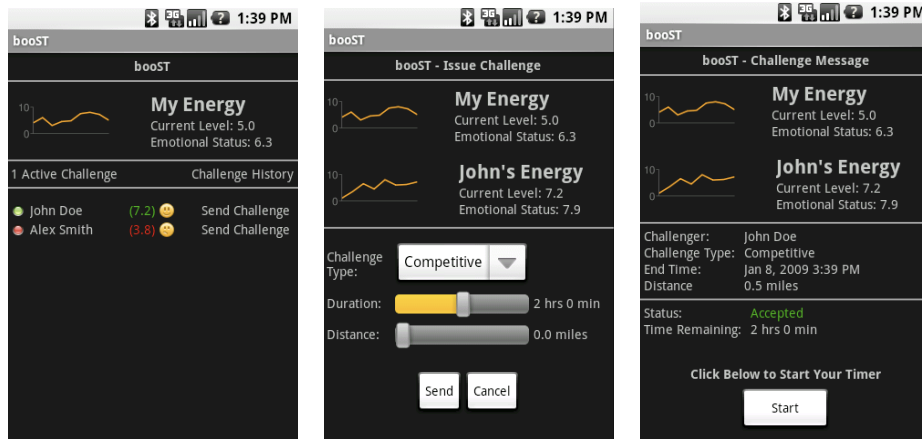 3G 1:39 PM
booST
booST
10
0
My Energy
Current Level: 5.0
Emotional Status: 6.3
1 Active Challenge Challenge History
John Doe (7.2) Send Challenge
Alex Smith (3.8) Send Challenge
3G 1:39 PM
booST
booST - Issue Challenge
10
0
My Energy
Current Level: 5.0
Emotional Status: 6.3
10
0
John's Energy
Current Level: 7.2
Emotional Status: 7.9
Challenge
Type:
Competitive
Duration: 2 hrs 0 min
Distance: 0.0 miles
Send Cancel
3G 1:39 PM
booST
booST - Challenge Message
10
0
My Energy
Current Level: 5.0
Emotional Status: 6.3
10
0
John's Energy
Current Level: 7.2
Emotional Status: 7.9
Challenger: John Doe
Challenge Type: Competitive
End Time: Jan 8, 2009 3:39 PM
Distance 0.5 miles
Status: Accepted
Time Remaining: 2 hrs 0 min
Click Below to Start Your Timer
Start